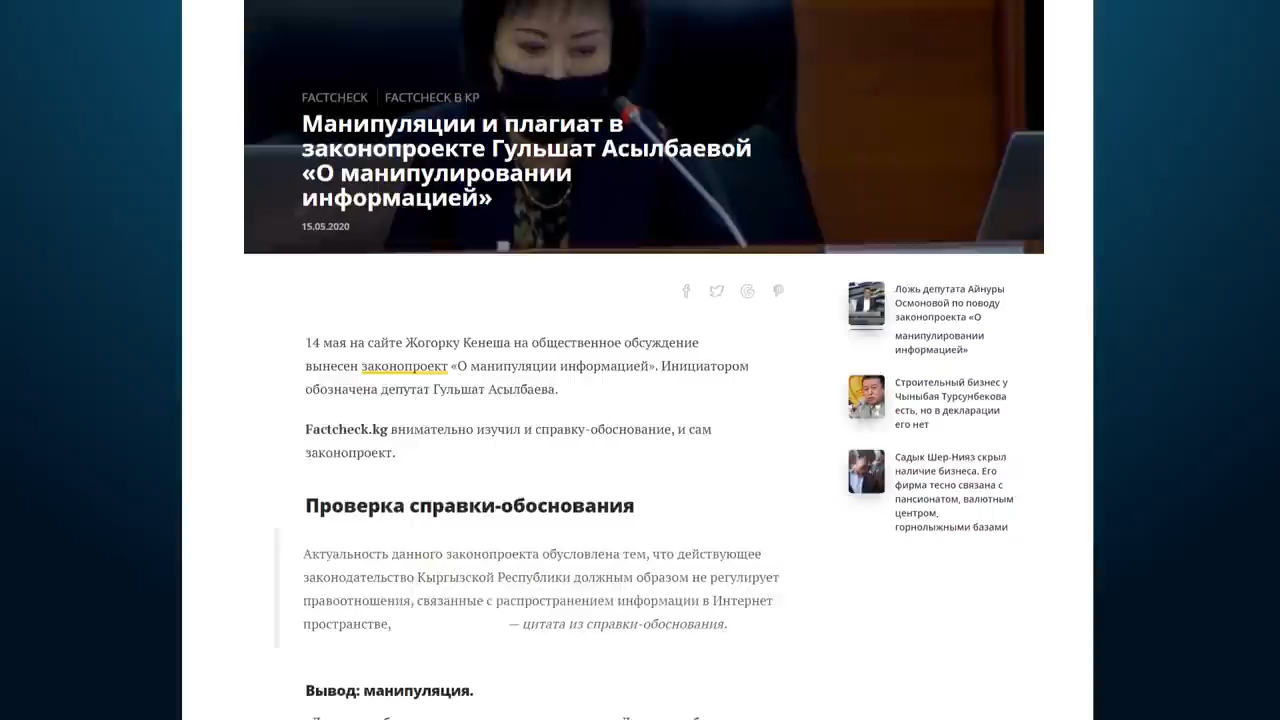 FACTCHECK
FACTCHECK В КР
Манипуляции и плагиат в
законопроекте Гульшат Асылбаевой
«О манипулировании
информацией»
15.05.2020
14 мая на сайте Жогорку Кенеша на общественное обсуждение
вынесен законопроект «О манипуляции информацией». Инициатором
обозначена депутат Гульшат Асылбаева.
Factcheck.kg внимательно изучил и справку-обоснование, и сам
законопроект.
Проверка справки-обоснования
Актуальность данного законопроекта обусловлена тем, что действующее
законодательство Кыргызской Республики должным образом не регулирует
правоотношения, связанные с распространением информации в Интернет
пространстве, — цитата из справки-обоснования.
Вывод: манипуляция.
Ложь депутата Айнуры
Осмоновой по поводу
законопроекта «О
манипулировании
информацией»
Строительный бизнес у
Чыныбая Турсунбекова
есть, но в декларации
его нет
Садык Шер-Нияз скрыл
наличие бизнеса. Его
фирма тесно связана с
пансионатом, валютным
центром,
горнолыжными базами